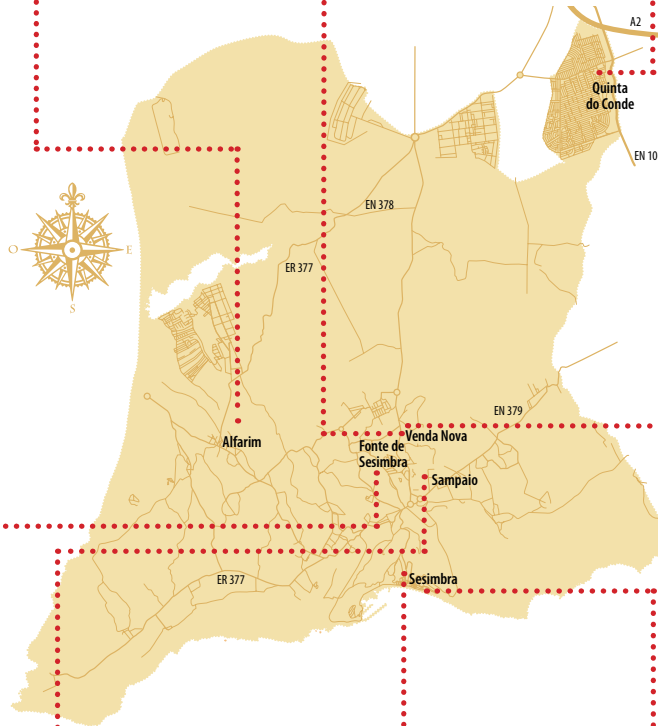 A2
Quinta
do Conde
EN 10
EN 378
O
E
S
ER 377
EN 379
Alfarim
Venda Nova
Fonte de
Sesimbra
Sampaio
ER 377
Sesimbra